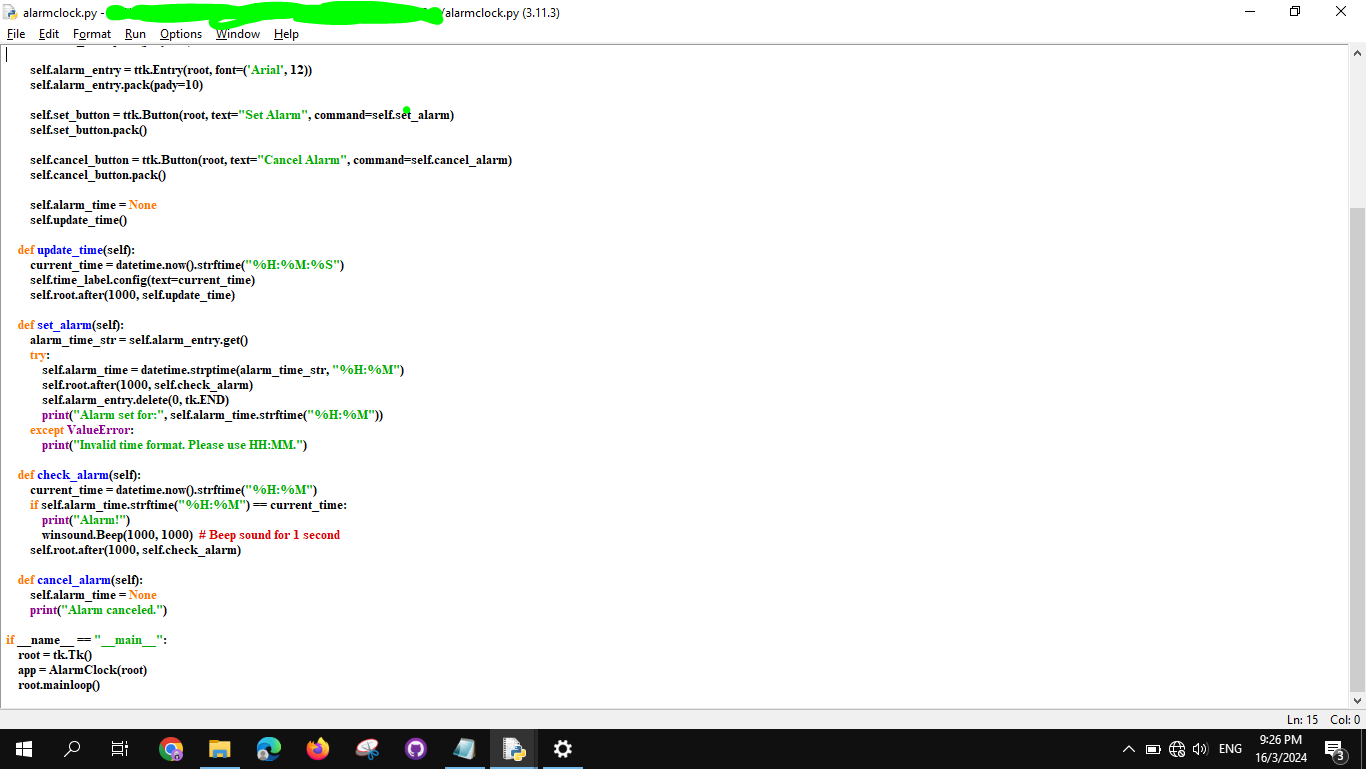 alarmclock.py -
/alarmclock.py (3.11.3)
File Edit Format Run Options Window Help
self.alarm_entry = ttk.Entry(root, font=('Arial', 12))
self.alarm_entry.pack(pady=10)
self.set_button = ttk.Button(root, text="Set Alarm", command=self.set_alarm)
self.set_button.pack()
self.cancel_button = ttk.Button(root, text="Cancel Alarm", command=self.cancel_alarm)
self.cancel_button.pack()
self.alarm_time = None
self.update_time()
def update_time(self):
current_time = datetime.now().strftime("%H:%M:%S")
self.time_label.config(text=current_time)
self.root.after(1000, self.update_time)
def set_alarm(self):
alarm_time_str = self.alarm_entry.get()
try:
self.alarm_time = datetime.strptime(alarm_time_str, "%H:%M")
self.root.after(1000, self.check_alarm)
self.alarm_entry.delete(0, tk.END)
print("Alarm set for:", self.alarm_time.strftime("%H:%M"))
except ValueError:
print("Invalid time format. Please use HH:MM.")
def check_alarm(self):
current_time = datetime.now().strftime("%H:%M")
if self.alarm_time.strftime("%H:%M") == current_time:
print("Alarm!")
winsound.Beep(1000, 1000) # Beep sound for 1 second
self.root.after(1000, self.check_alarm)
def cancel_alarm(self):
self.alarm_time = None
print("Alarm canceled.")
if __name__ == "__main__":
root = tk.Tk()
app = AlarmClock(root)
root.mainloop()
Ln: 15 Col: 0
ENG
9:26 PM
16/3/2024
3